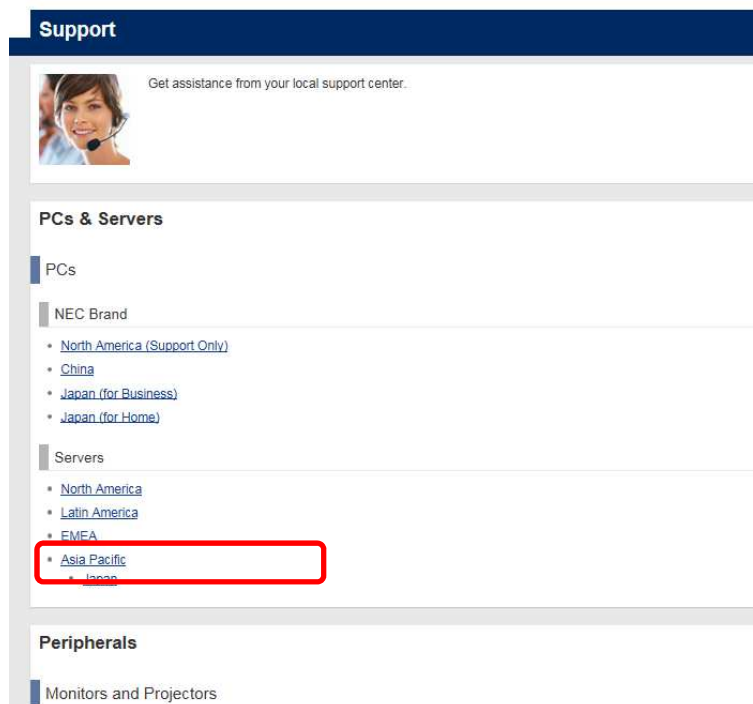 Support
Get assistance from your local support center.
PCs & Servers
PCs
NEC Brand
North America (Support Only)
China
Japan (for Business)
Japan (for Home)
Servers
North America
Latin America
EMEA
Asia Pacific
Japan
Peripherals
Monitors and Projectors